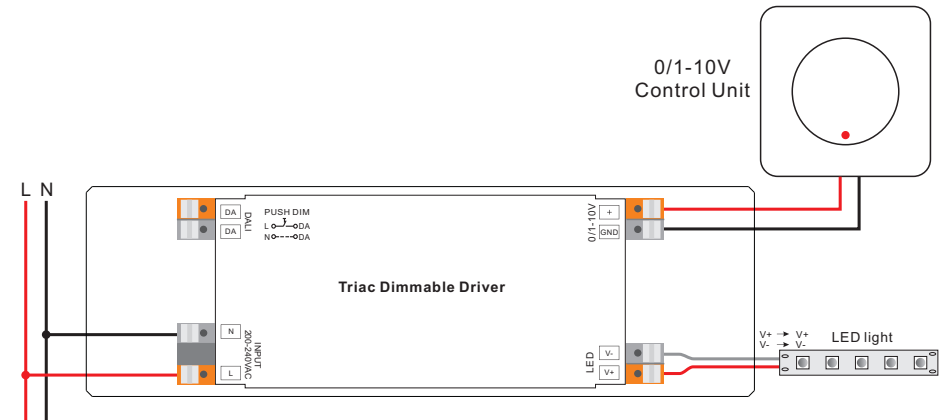 0/1-10V
Control Unit
L N
DA
DA
DALI
PUSH DIM
L DA
N DA
+
GND
0/1-10V
Triac Dimmable Driver
N
L
INPUT
200-240VAC
LED
V-
V+
V+ → V+
V- → V-
LED light